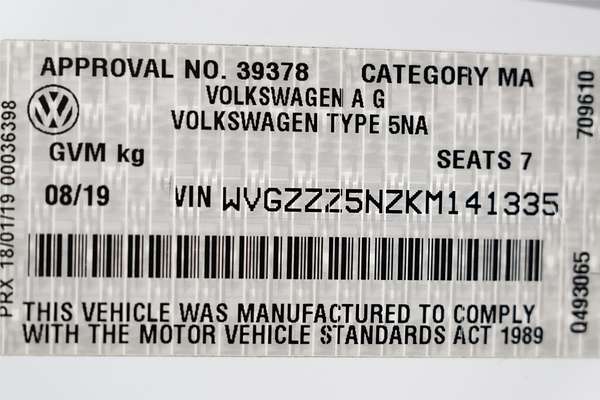 APPROVAL NO. 39378 CATEGORY MA
VOLKSWAGEN A G
VOLKSWAGEN TYPE 5NA
GVM kg SEATS 7
08/19 VIN WVGZZZ5NZKM141335
THIS VEHICLE WAS MANUFACTURED TO COMPLY
WITH THE MOTOR VEHICLE STANDARDS ACT 1989
PRX 18/01/19 00036398
709610
Q493065